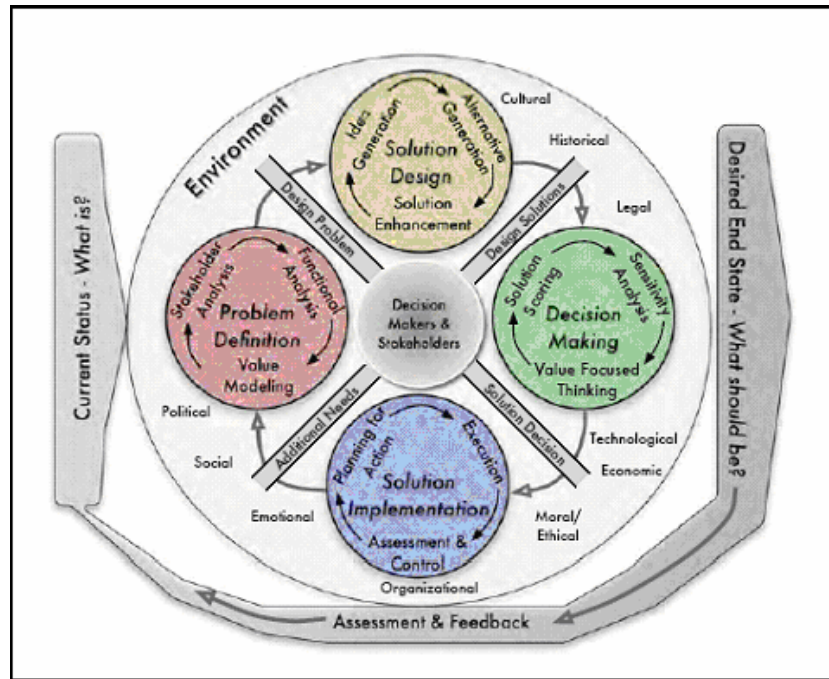 Environment
Cultural
Historical
Legal
Idea
Generation
Alternative
Generation
Solution
Design
Solution
Enhancement
Design Problem
Design Solutions
Current Status - What is?
Desired End State - What should be?
Stakeholder
Analysis
Functional
Analysis
Problem
Definition
Value
Modeling
Decision
Makers &
Stakeholders
Solution
Scoring
Sensitivity
Analysis
Decision
Making
Value Focused
Thinking
Additional Needs
Solution Decision
Political
Social
Emotional
Planning for
Action
Execution
Solution
Implementation
Assessment &
Control
Technological
Economic
Moral/
Ethical
Organizational
Assessment & Feedback